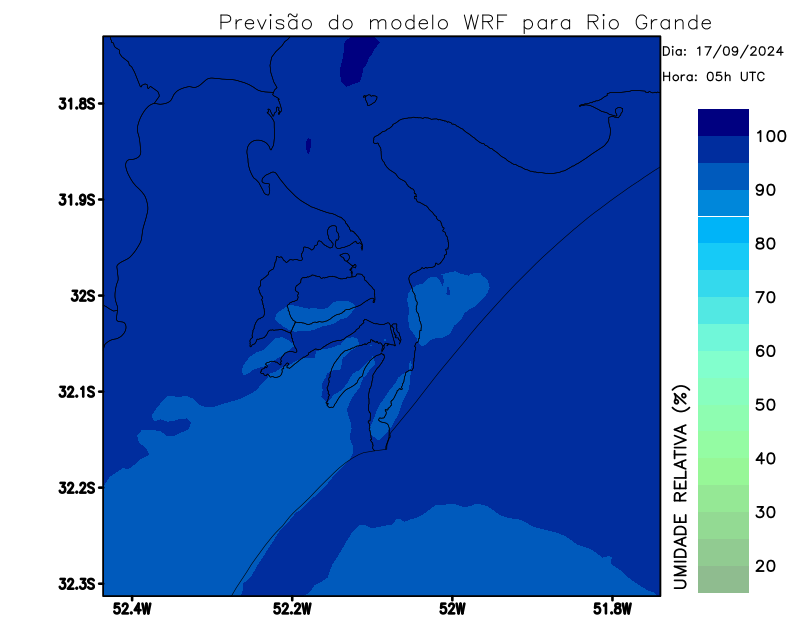 Previsão do modelo WRF para Rio Grande
Dia: 17/09/2024
Hora: 05h UTC
31.8S
31.9S
32S
32.1S
32.2S
32.3S
52.4W
52.2W
52W
51.8W
100
90
80
70
60
50
40
30
20
UMIDADE RELATIVA (%)